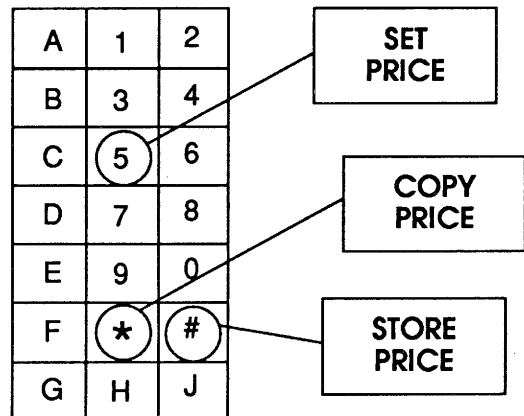 A 1 2
B 3 4
C 5 6
D 7 8
E 9 0
F * #
G H J
SET
PRICE
COPY
PRICE
STORE
PRICE